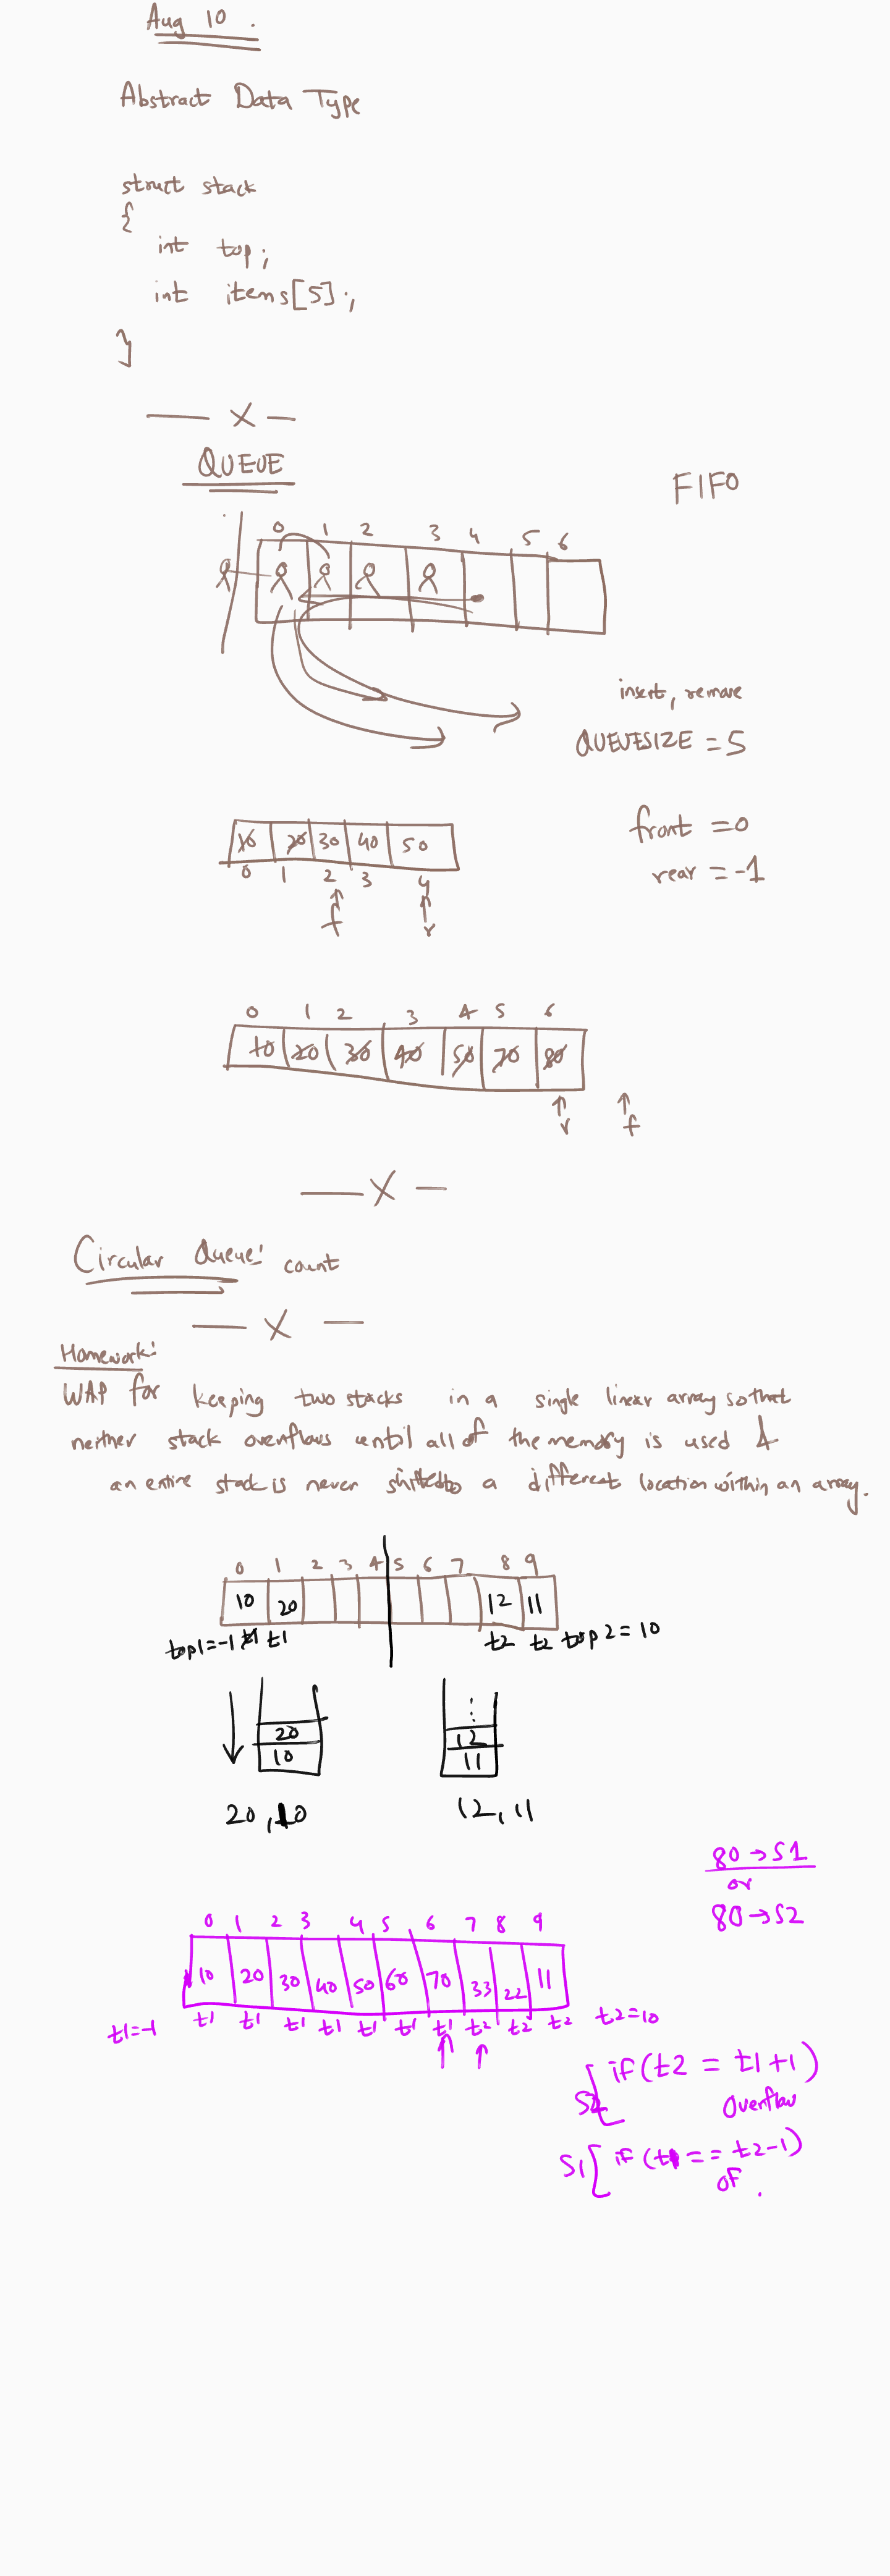 Aug 10 .
Abstract Data Type
struct stack
{
int top;
int items[5];
}
— X —
QUEUE
FIFO
0 1 2 3 4 5 6
insert, remove
QUEUESIZE = 5
front = 0
rear = -1
10 20 30 40 50
0 1 2 3 4
f r
0 1 2 3 4 5 6
10 20 30 40 50 70 80
r f
— X —
Circular Queue: count
— X —
Homework:
WAP for keeping two stacks in a single linear array so that
neither stack overflows until all of the memory is used &
an entire stack is never shifted to a different location within an array.
0 1 2 3 4 5 6 7 8 9
10 20 12 11
top1=-1 t1 t1 t2 t2 top2=10
20 12
10 11
20,10 12,11
80→S1
or
80→S2
0 1 2 3 4 5 6 7 8 9
10 20 30 40 50 60 70 33 22 11
t1=-1 t1 t1 t1 t1 t1 t1 t1 t2 t2 t2 t2=10
S2 if(t2 = t1+1)
Overflow
S1 if(t1 == t2-1)
OF .